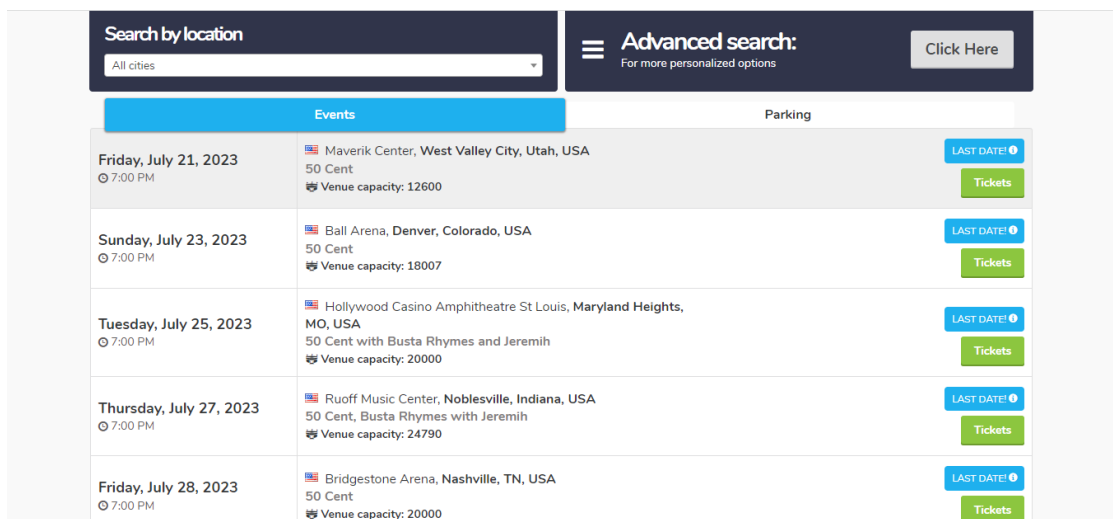 Search by location
All cities
Advanced search:
For more personalized options
Click Here
Events
Parking
Friday, July 21, 2023
7:00 PM
Maverik Center, West Valley City, Utah, USA
50 Cent
Venue capacity: 12600
LAST DATE!
Tickets
Sunday, July 23, 2023
7:00 PM
Ball Arena, Denver, Colorado, USA
50 Cent
Venue capacity: 18007
LAST DATE!
Tickets
Tuesday, July 25, 2023
7:00 PM
Hollywood Casino Amphitheatre St Louis, Maryland Heights,
MO, USA
50 Cent with Busta Rhymes and Jeremih
Venue capacity: 20000
LAST DATE!
Tickets
Thursday, July 27, 2023
7:00 PM
Ruoff Music Center, Noblesville, Indiana, USA
50 Cent, Busta Rhymes with Jeremih
Venue capacity: 24790
LAST DATE!
Tickets
Friday, July 28, 2023
7:00 PM
Bridgestone Arena, Nashville, TN, USA
50 Cent
Venue capacity: 20000
LAST DATE!
Tickets